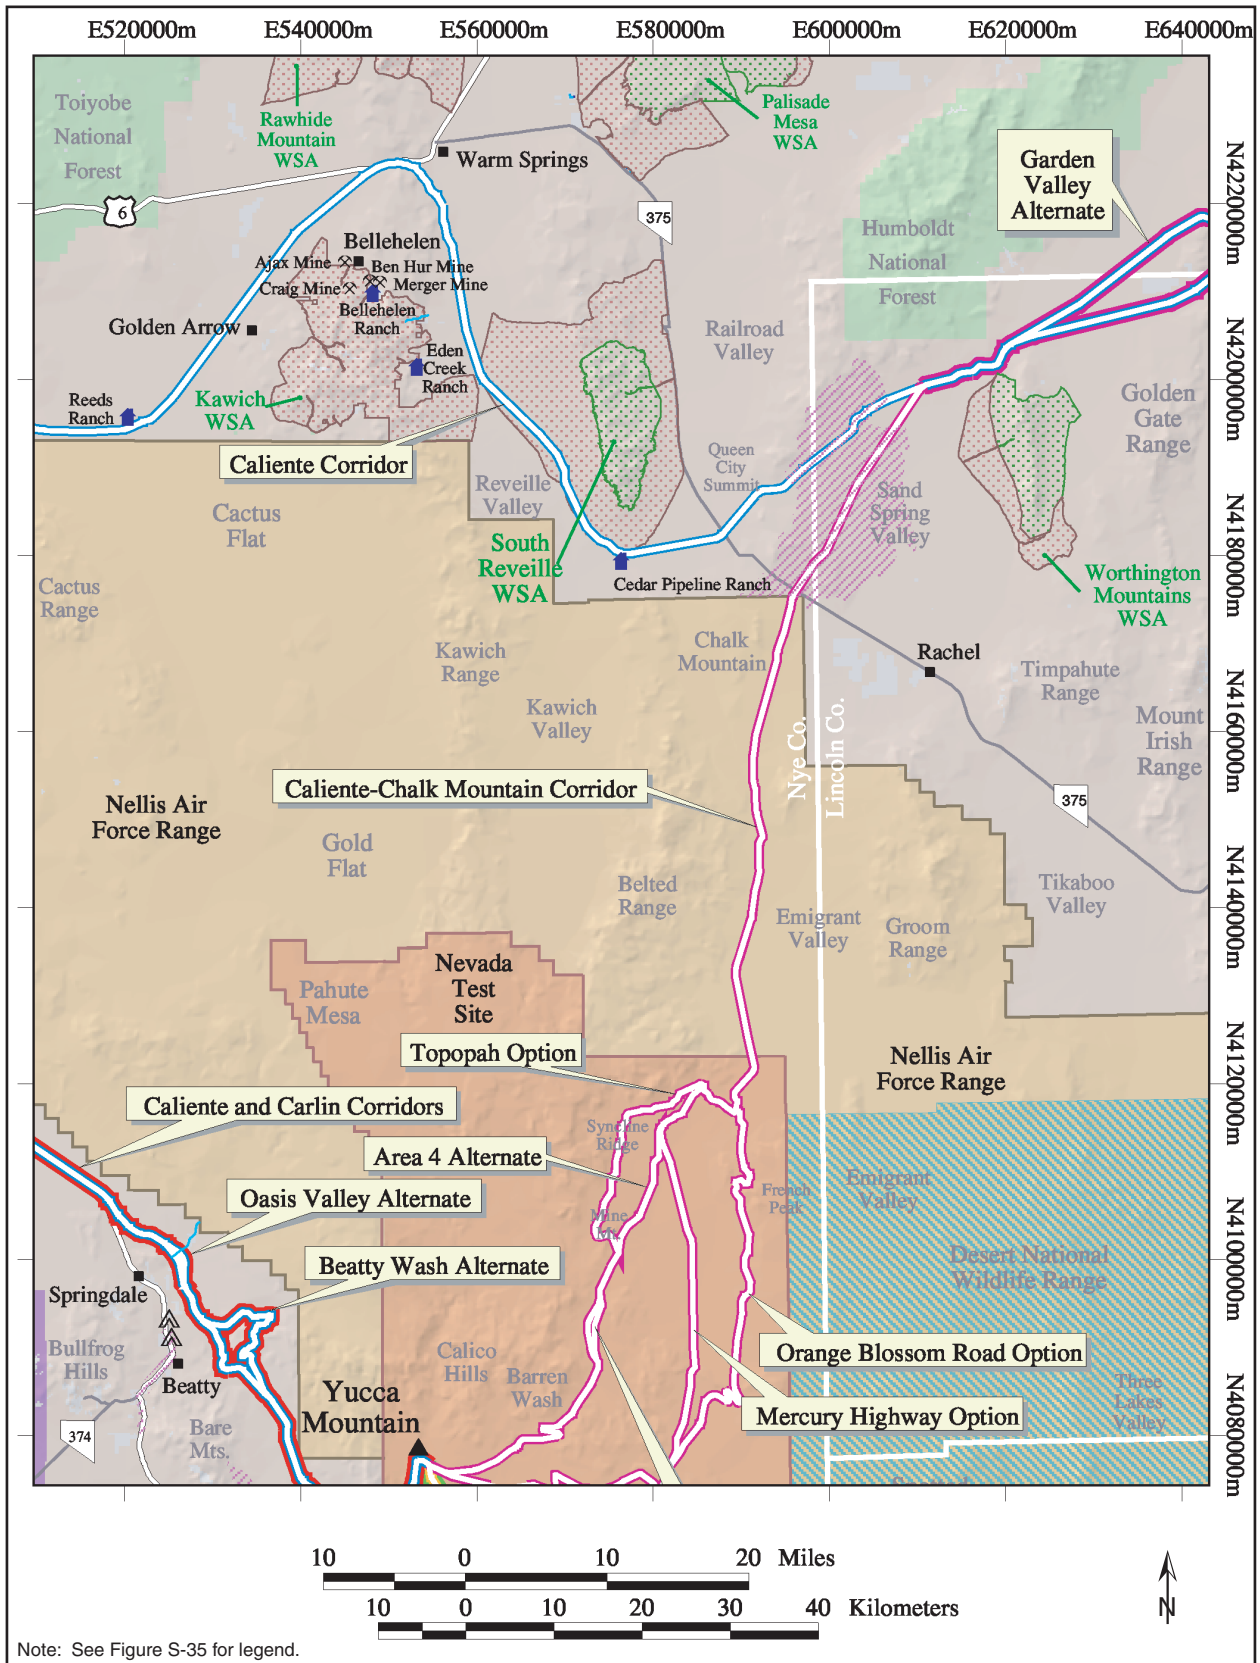 E520000m E540000m E560000m E580000m E600000m E620000m E640000m
Toiyobe
National
Forest
Rawhide
Mountain
WSA
Palisade
Mesa
WSA
Warm Springs
6
375
Garden
Valley
Alternate
N4220000m
Humboldt
National
Forest
Bellehelen
Ajax Mine
Ben Hur Mine
Craig Mine
Merger Mine
Bellehelen
Ranch
Golden Arrow
Railroad
Valley
Eden
Creek
Ranch
N4200000m
Reeds
Ranch
Kawich
WSA
Golden
Gate
Range
Caliente Corridor
Queen
City
Summit
Reveille
Valley
Sand
Spring
Valley
Cactus
Flat
South
Reveille
WSA
N4180000m
Cactus
Range
Cedar Pipeline Ranch
Worthington
Mountains
WSA
Kawich
Range
Chalk
Mountain
Rachel
Timpahute
Range
Kawich
Valley
Mount
Irish
Range
N4160000m
Nye Co.
Lincoln Co.
Caliente-Chalk Mountain Corridor
375
Nellis Air
Force Range
Gold
Flat
Belted
Range
Tikaboo
Valley
N4140000m
Emigrant
Valley
Groom
Range
Nevada
Test
Site
Pahute
Mesa
Topopah Option
Nellis Air
Force Range
N4120000m
Caliente and Carlin Corridors
Syncline
Ridge
Area 4 Alternate
Oasis Valley Alternate
French
Peak
Emigrant
Valley
Mine
Mt.
Beatty Wash Alternate
Desert National
Wildlife Range
N4100000m
Springdale
Bullfrog
Hills
Calico
Hills
Barren
Wash
Orange Blossom Road Option
Beatty
Yucca
Mountain
Mercury Highway Option
Three
Lakes
Valley
N4080000m
374
Bare
Mts.
10 0 10 20 Miles
10 0 10 20 30 40 Kilometers
N
Note: See Figure S-35 for legend.